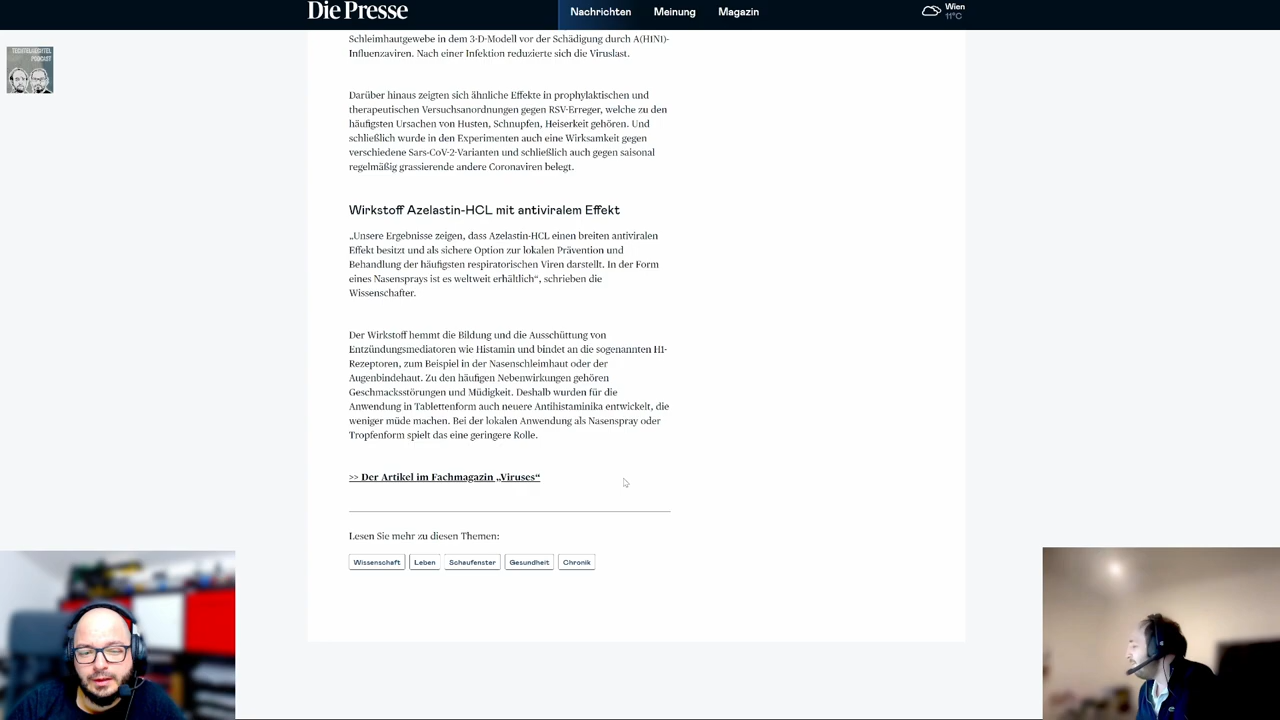 Die Presse
Nachrichten
Meinung
Magazin
Wien
11°C
TECHTELMECHTEL
PODCAST
Schleimhautgewebe in dem 3-D-Modell vor der Schädigung durch A(H1N1)-
Influenzaviren. Nach einer Infektion reduzierte sich die Viruslast.
Darüber hinaus zeigten sich ähnliche Effekte in prophylaktischen und
therapeutischen Versuchsanordnungen gegen RSV-Erreger, welche zu den
häufigsten Ursachen von Husten, Schnupfen, Heiserkeit gehören. Und
schließlich wurde in den Experimenten auch eine Wirksamkeit gegen
verschiedene Sars-CoV-2-Varianten und schließlich auch gegen saisonal
regelmäßig grassierende andere Coronaviren belegt.
Wirkstoff Azelastin-HCL mit antiviralem Effekt
„Unsere Ergebnisse zeigen, dass Azelastin-HCL einen breiten antiviralen
Effekt besitzt und als sichere Option zur lokalen Prävention und
Behandlung der häufigsten respiratorischen Viren darstellt. In der Form
eines Nasensprays ist es weltweit erhältlich“, schrieben die
Wissenschafter.
Der Wirkstoff hemmt die Bildung und die Ausschüttung von
Entzündungsmediatoren wie Histamin und bindet an die sogenannten H1-
Rezeptoren, zum Beispiel in der Nasenschleimhaut oder der
Augenbindehaut. Zu den häufigen Nebenwirkungen gehören
Geschmacksstörungen und Müdigkeit. Deshalb wurden für die
Anwendung in Tablettenform auch neuere Antihistaminika entwickelt, die
weniger müde machen. Bei der lokalen Anwendung als Nasenspray oder
Tropfenform spielt das eine geringere Rolle.
>> Der Artikel im Fachmagazin „Viruses“
Lesen Sie mehr zu diesen Themen:
Wissenschaft
Leben
Schaufenster
Gesundheit
Chronik